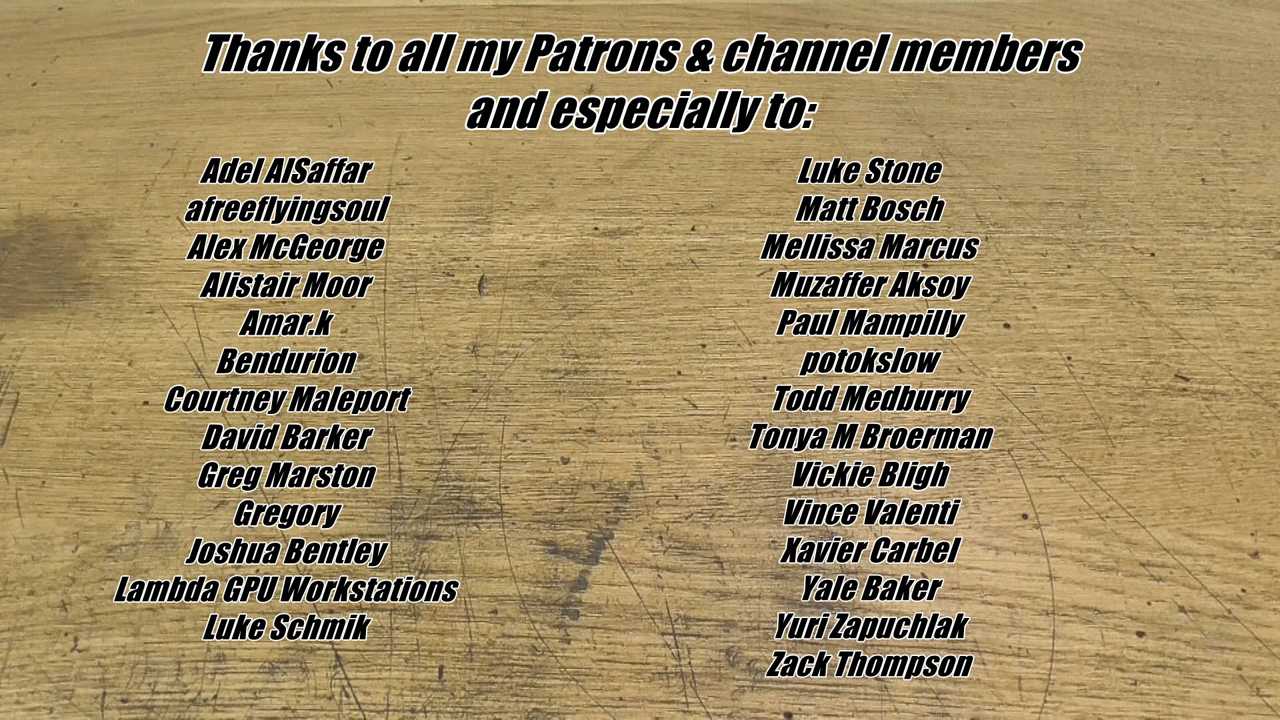 Thanks to all my Patrons & channel members
and especially to:
Adel AlSaffar
afreeflyingsoul
Alex McGeorge
Alistair Moor
Amar.k
Bendurion
Courtney Maleport
David Barker
Greg Marston
Gregory
Joshua Bentley
Lambda GPU Workstations
Luke Schmik
Luke Stone
Matt Bosch
Mellissa Marcus
Muzaffer Aksoy
Paul Mampilly
potokslow
Todd Medburry
Tonya M Broerman
Vickie Bligh
Vince Valenti
Xavier Carbel
Yale Baker
Yuri Zapuchlak
Zack Thompson